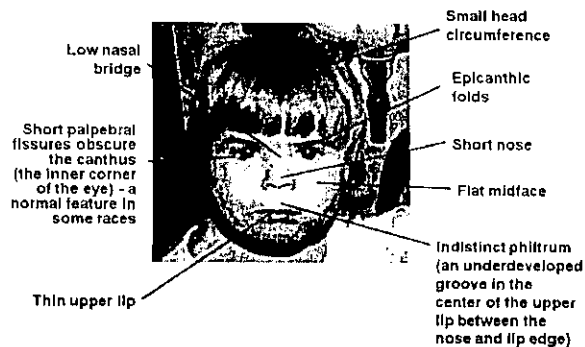 Small head
circumference
Low nasal
bridge
Epicanthic
folds
Short palpebral
fissures obscure
the canthus
(the inner corner
of the eye) - a
normal feature in
some races
Short nose
Flat midface
Indistinct philtrum
(an underdeveloped
groove in the
center of the upper
lip between the
nose and lip edge)
Thin upper lip